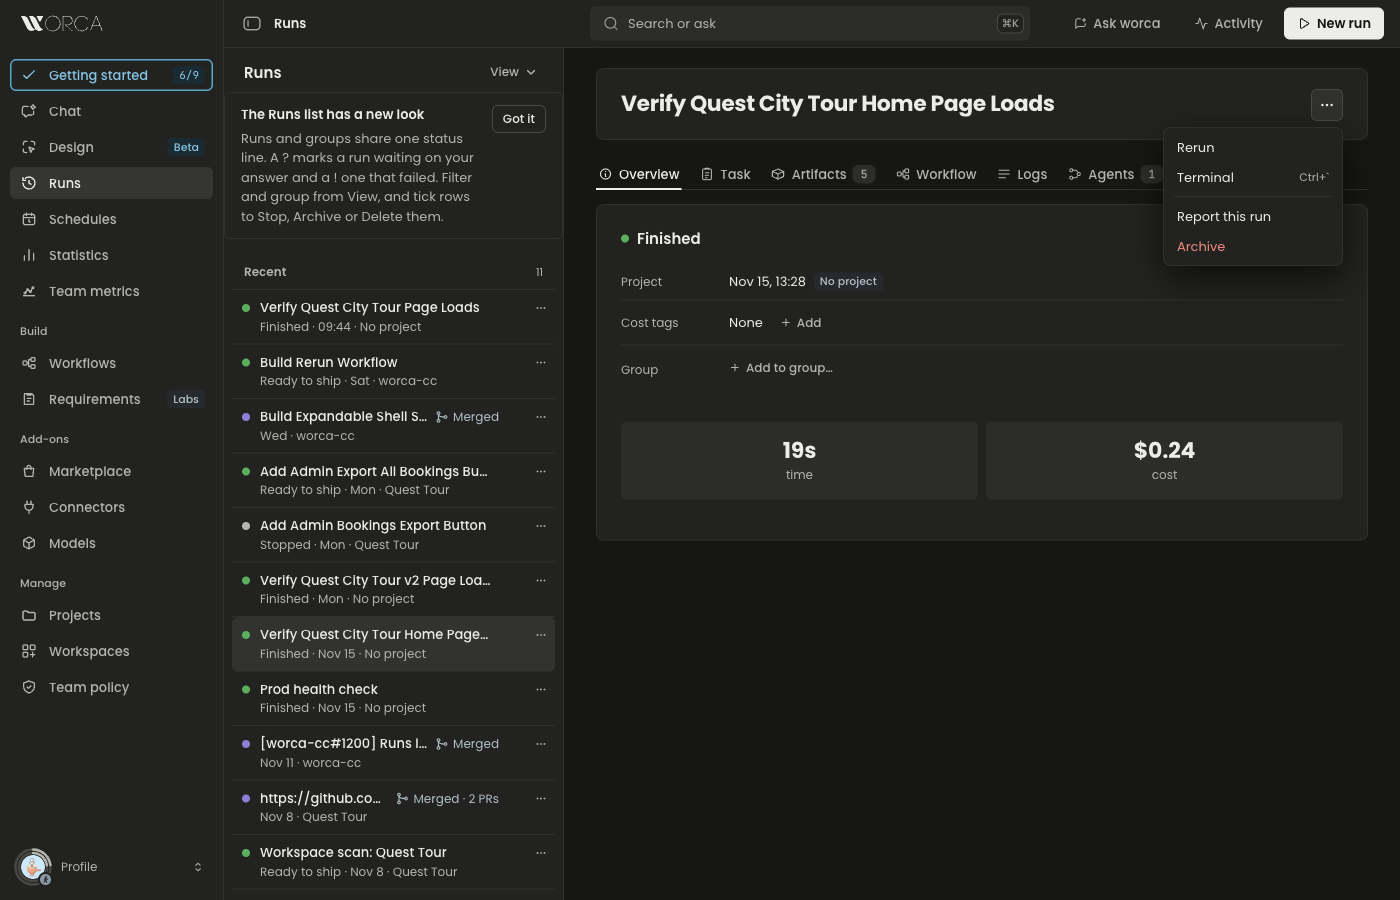 WORCA
Runs
Search or ask
⌘K
Ask worca
Activity
New run
Getting started
6/9
Chat
Design
Beta
Runs
Schedules
Statistics
Team metrics
Build
Workflows
Requirements
Labs
Add-ons
Marketplace
Connectors
Models
Manage
Projects
Workspaces
Team policy
Profile
Runs
View
The Runs list has a new look
Got it
Runs and groups share one status
line. A ? marks a run waiting on your
answer and a ! one that failed. Filter
and group from View, and tick rows
to Stop, Archive or Delete them.
Recent
11
Verify Quest City Tour Page Loads
Finished · 09:44 · No project
Build Rerun Workflow
Ready to ship · Sat · worca-cc
Build Expandable Shell S…
Merged
Wed · worca-cc
Add Admin Export All Bookings Bu…
Ready to ship · Mon · Quest Tour
Add Admin Bookings Export Button
Stopped · Mon · Quest Tour
Verify Quest City Tour v2 Page Loa…
Finished · Mon · No project
Verify Quest City Tour Home Page…
Finished · Nov 15 · No project
Prod health check
Finished · Nov 15 · No project
[worca-cc#1200] Runs l…
Merged
Nov 11 · worca-cc
https://github.co…
Merged · 2 PRs
Nov 8 · Quest Tour
Workspace scan: Quest Tour
Ready to ship · Nov 8 · Quest Tour
Verify Quest City Tour Home Page Loads
Rerun
Terminal
Ctrl+`
Report this run
Archive
Overview
Task
Artifacts
5
Workflow
Logs
Agents
1
Finished
Project
Nov 15, 13:28
No project
Cost tags
None
+ Add
Group
+ Add to group…
19s
time
$0.24
cost